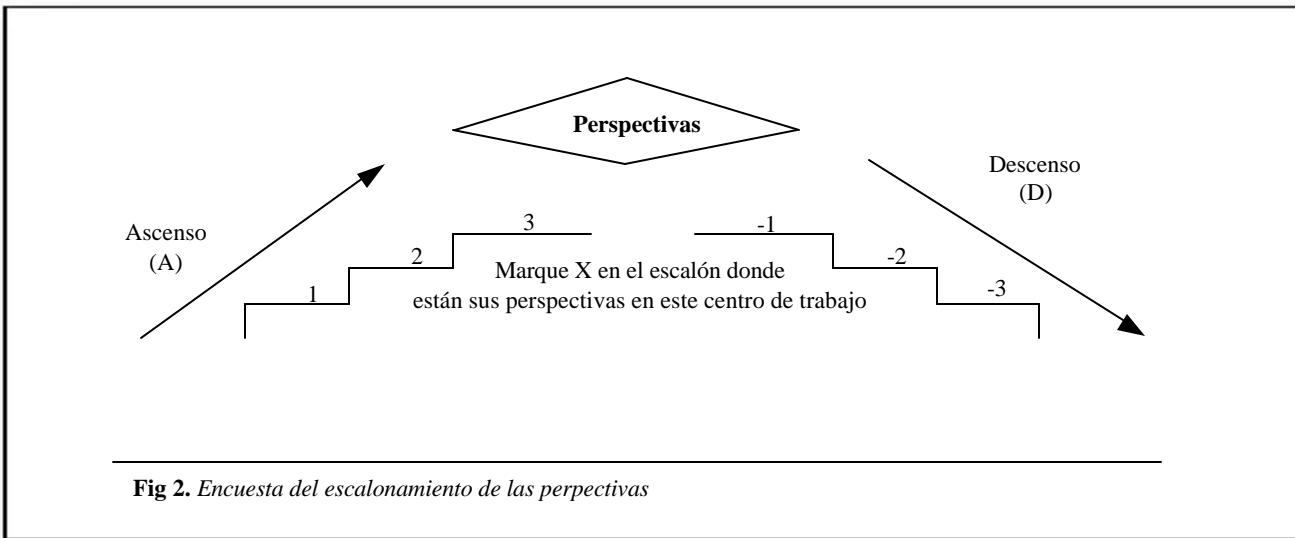 Perspectivas
Descenso
(D)
Ascenso
(A)
3
-1
2
-2
1
-3
Marque X en el escalón donde
están sus perspectivas en este centro de trabajo
Fig 2. Encuesta del escalonamiento de las perpectivas